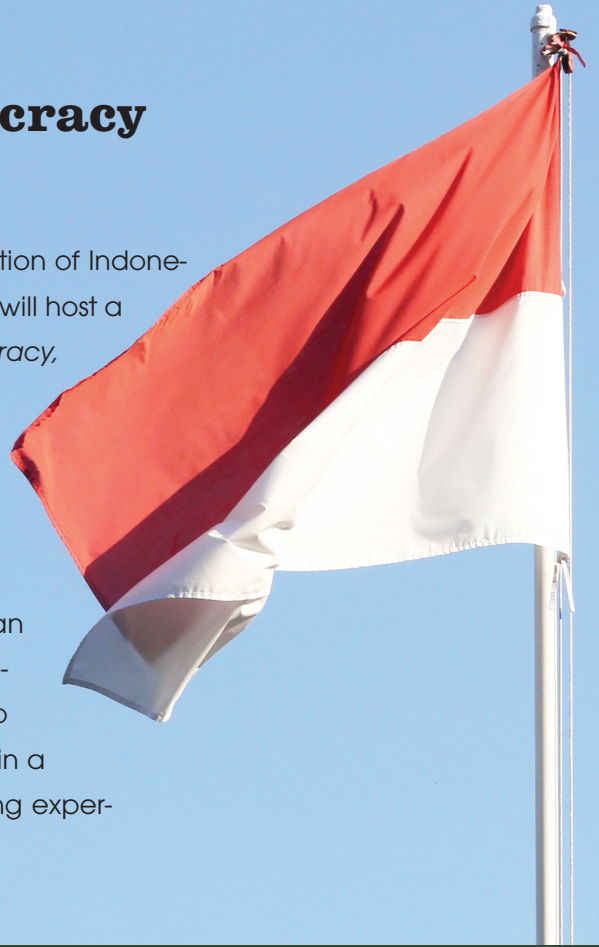 cracy
tion of Indone-
will host a
racy,
an
-
o
in a
ng exper-